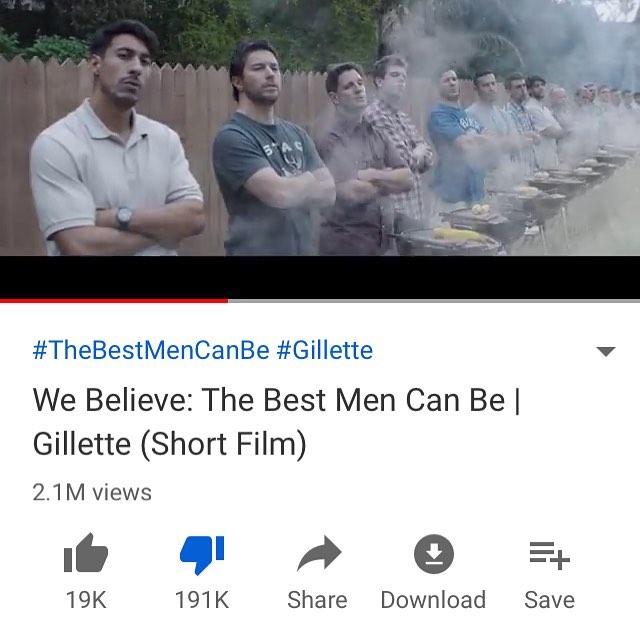 #TheBestMenCanBe #Gillette
We Believe: The Best Men Can Be |
Gillette (Short Film)
2.1M views
19K
191K
Share
Download
Save